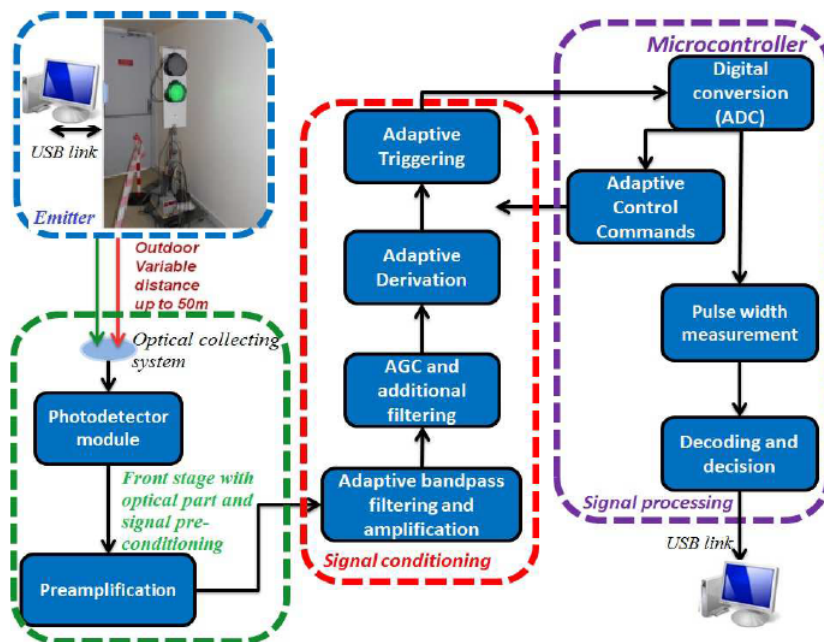 USB link
Emitter
Outdoor
Variable
distance
up to 50m
Optical collecting
system
Photodetector
module
Front stage with
optical part and
signal pre-
conditioning
Preamplification
Adaptive
Triggering
Adaptive
Derivation
AGC and
additional
filtering
Adaptive bandpass
filtering and
amplification
Signal conditioning
Microcontroller
Digital
conversion
(ADC)
Adaptive
Control
Commands
Pulse width
measurement
Decoding and
decision
Signal processing
USB link